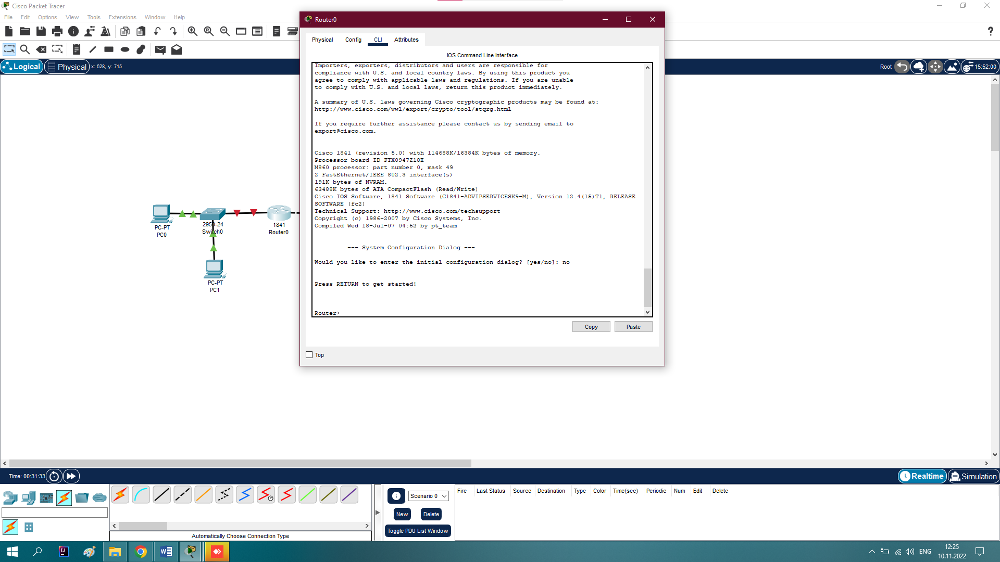 Cisco Packet Tracer
File Edit Options View Tools Extensions Window Help
Logical Physical x: 528, y: 715
Root 15:52:00
PC-PT
PC0
2950-24
Switch0
1841
Router0
PC-PT
PC1
Router0
Physical Config CLI Attributes
IOS Command Line Interface
Importers, exporters, distributors and users are responsible for
compliance with U.S. and local country laws. By using this product you
agree to comply with applicable laws and regulations. If you are unable
to comply with U.S. and local laws, return this product immediately.
A summary of U.S. laws governing Cisco cryptographic products may be found at:
http://www.cisco.com/wwl/export/crypto/tool/stqrg.html
If you require further assistance please contact us by sending email to
export@cisco.com.
Cisco 1841 (revision 5.0) with 114688K/16384K bytes of memory.
Processor board ID FTX0947Z18E
M860 processor: part number 0, mask 49
2 FastEthernet/IEEE 802.3 interface(s)
191K bytes of NVRAM.
63488K bytes of ATA CompactFlash (Read/Write)
Cisco IOS Software, 1841 Software (C1841-ADVIPSERVICESK9-M), Version 12.4(15)T1, RELEASE
SOFTWARE (fc2)
Technical Support: http://www.cisco.com/techsupport
Copyright (c) 1986-2007 by Cisco Systems, Inc.
Compiled Wed 18-Jul-07 04:52 by pt_team
--- System Configuration Dialog ---
Would you like to enter the initial configuration dialog? [yes/no]: no
Press RETURN to get started!
Router>
Copy Paste
Top
Time: 00:31:33
Realtime Simulation
Automatically Choose Connection Type
Scenario 0
New Delete
Toggle PDU List Window
Fire Last Status Source Destination Type Color Time(sec) Periodic Num Edit Delete
ENG
12:25
10.11.2022